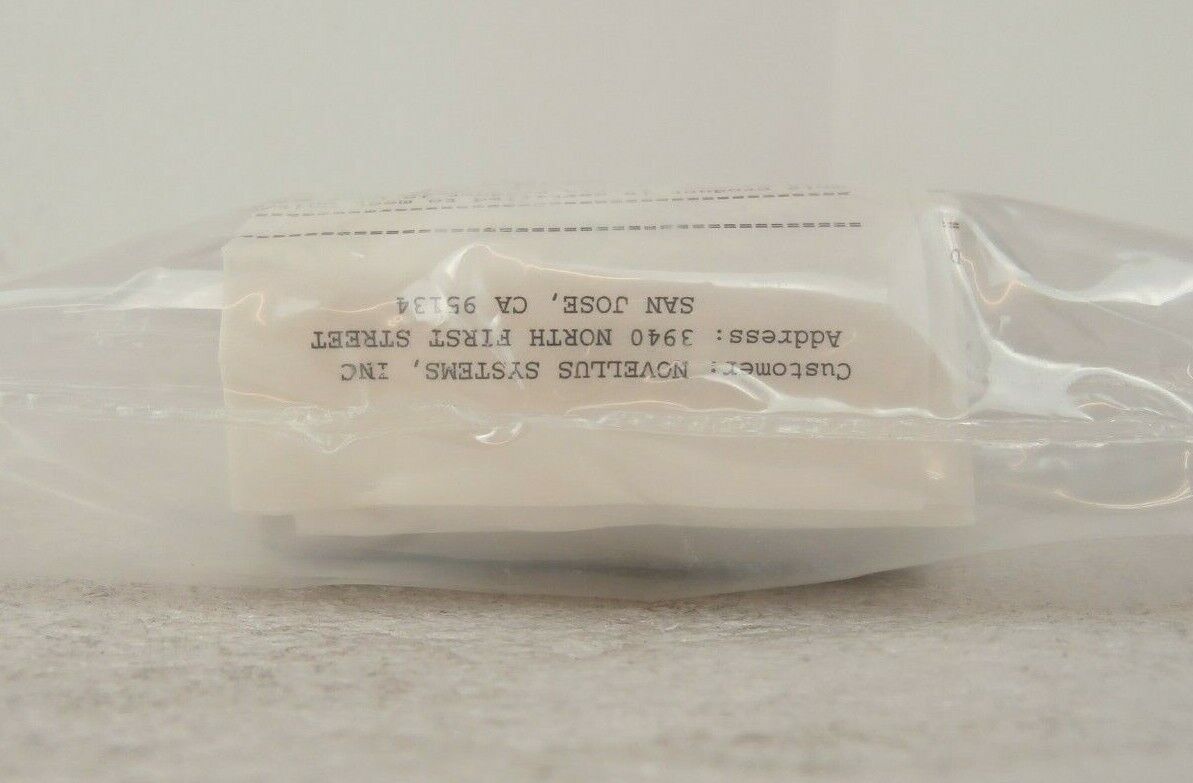 Customer: NOVELLUS SYSTEMS, INC
Address: 3940 NORTH FIRST STREET
SAN JOSE, CA 95134